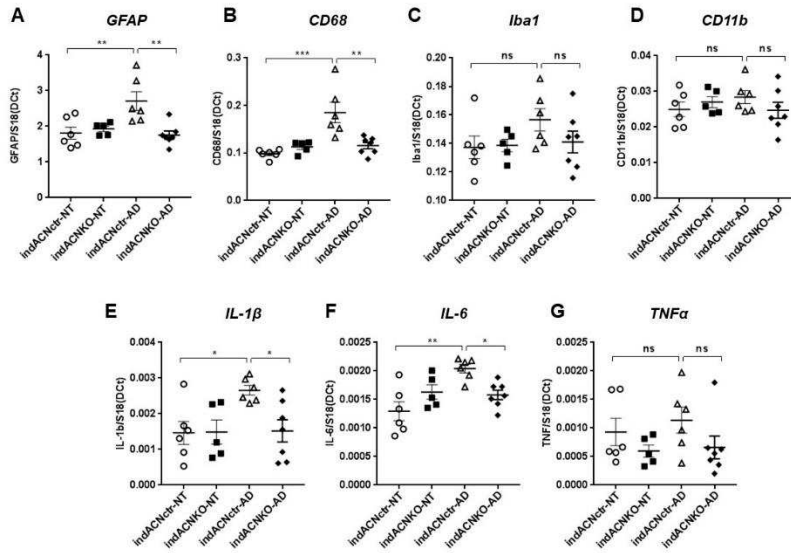 A
GFAP
GFAP/S18(DCt)
4
3
2
1
0
**
**
indACNctr-NT
indACNKO-NT
indACNctr-AD
indACNKO-AD
B
CD68
CD68/S18(DCt)
0.3
0.2
0.1
0.0
***
**
indACNctr-NT
indACNKO-NT
indACNctr-AD
indACNKO-AD
C
Iba1
Iba1/S18(DCt)
0.20
0.18
0.16
0.14
0.12
0.10
ns
ns
indACNctr-NT
indACNKO-NT
indACNctr-AD
indACNKO-AD
D
CD11b
CD11b/S18(DCt)
0.04
0.03
0.02
0.01
0.00
ns
ns
indACNctr-NT
indACNKO-NT
indACNctr-AD
indACNKO-AD
E
IL-1β
IL-1b/S18(DCt)
0.004
0.003
0.002
0.001
0.000
*
*
indACNctr-NT
indACNKO-NT
indACNctr-AD
indACNKO-AD
F
IL-6
IL-6/S18(DCt)
0.0025
0.0020
0.0015
0.0010
0.0005
0.0000
**
*
indACNctr-NT
indACNKO-NT
indACNctr-AD
indACNKO-AD
G
TNFα
TNF/S18(DCt)
0.0025
0.0020
0.0015
0.0010
0.0005
0.0000
ns
ns
indACNctr-NT
indACNKO-NT
indACNctr-AD
indACNKO-AD